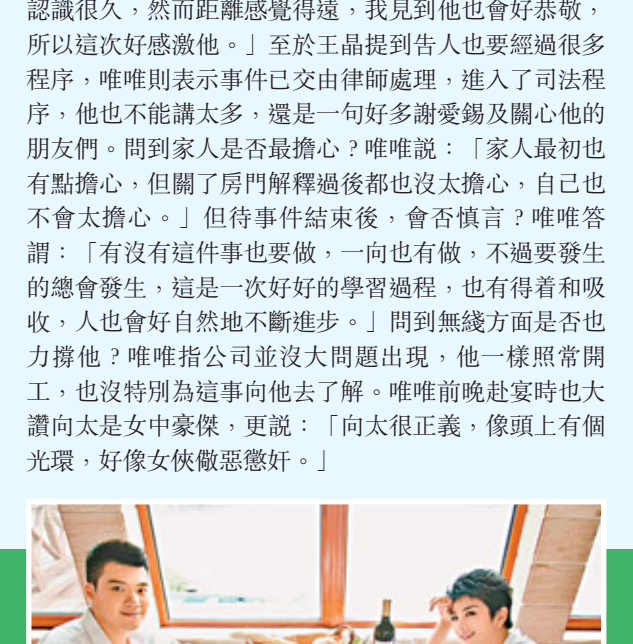 認識很久，然而距離感覺得遠，我見到他也會好恭敬，
所以這次好感激他。」至於王晶提到告人也要經過很多
程序，唯唯則表示事件已交由律師處理，進入了司法程
序，他也不能講太多，還是一句好多謝愛錫及關心他的
朋友們。問到家人是否最擔心？唯唯説：「家人最初也
有點擔心，但關了房門解釋過後都也沒太擔心，自己也
不會太擔心。」但待事件結束後，會否慎言？唯唯答
謂：「有沒有這件事也要做，一向也有做，不過要發生
的總會發生，這是一次好好的學習過程，也有得着和吸
收，人也會好自然地不斷進步。」問到無綫方面是否也
力撐他？唯唯指公司並沒大問題出現，他一樣照常開
工，也沒特別為這事向他去了解。唯唯前晚赴宴時也大
讚向太是女中豪傑，更説：「向太很正義，像頭上有個
光環，好像女俠儆惡懲奸。」